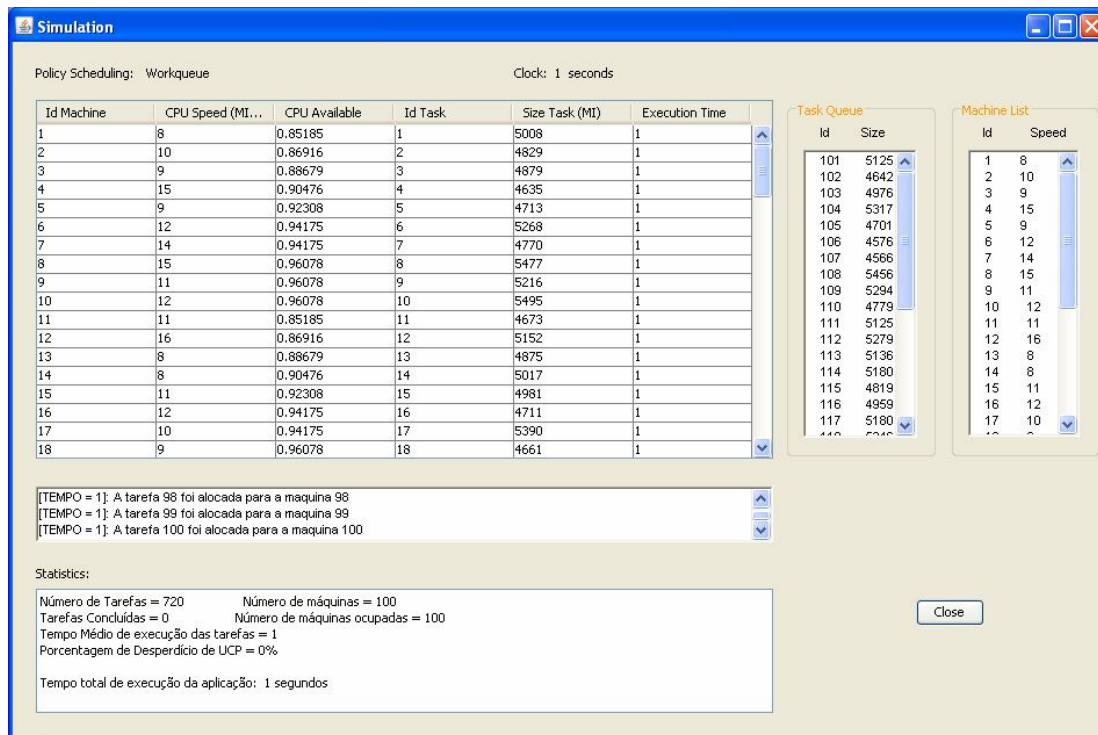 Simulation
Policy Scheduling: Workqueue Clock: 1 seconds
Id Machine CPU Speed (MI... CPU Available Id Task Size Task (MI) Execution Time
1 8 0.85185 1 5008 1
2 10 0.86916 2 4829 1
3 9 0.88679 3 4879 1
4 15 0.90476 4 4635 1
5 9 0.92308 5 4713 1
6 12 0.94175 6 5268 1
7 14 0.94175 7 4770 1
8 15 0.96078 8 5477 1
9 11 0.96078 9 5216 1
10 12 0.96078 10 5495 1
11 11 0.85185 11 4673 1
12 16 0.86916 12 5152 1
13 8 0.88679 13 4875 1
14 8 0.90476 14 5017 1
15 11 0.92308 15 4981 1
16 12 0.94175 16 4711 1
17 10 0.94175 17 5390 1
18 9 0.96078 18 4661 1
Task Queue
Id Size
101 5125
102 4642
103 4976
104 5317
105 4701
106 4576
107 4566
108 5456
109 5294
110 4779
111 5125
112 5279
113 5136
114 5180
115 4819
116 4959
117 5180
Machine List
Id Speed
1 8
2 10
3 9
4 15
5 9
6 12
7 14
8 15
9 11
10 12
11 11
12 16
13 8
14 8
15 11
16 12
17 10
[TEMPO = 1]: A tarefa 98 foi alocada para a maquina 98
[TEMPO = 1]: A tarefa 99 foi alocada para a maquina 99
[TEMPO = 1]: A tarefa 100 foi alocada para a maquina 100
Statistics:
Número de Tarefas = 720 Número de máquinas = 100
Tarefas Concluídas = 0 Número de máquinas ocupadas = 100
Tempo Médio de execução das tarefas = 1
Porcentagem de Desperdício de UCP = 0%
Tempo total de execução da aplicação: 1 segundos
Close